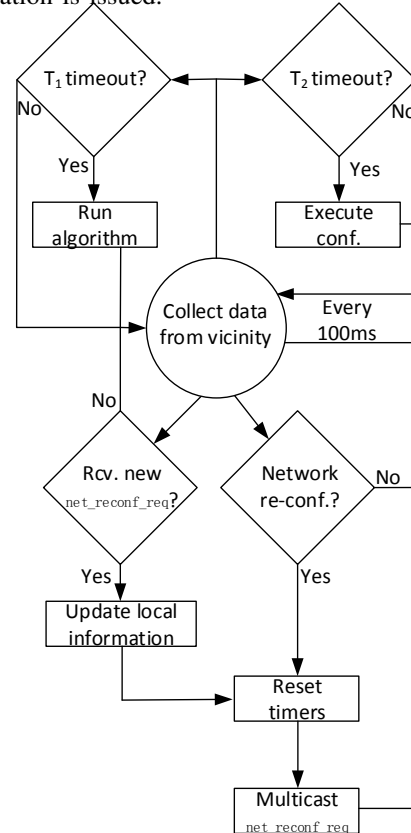 ation is issued.
T1 timeout?
T2 timeout?
No
No
Yes
Yes
Run
algorithm
Execute
conf.
Collect data
from vicinity
Every
100ms
No
Rcv. new
net_reconf_req?
Network
re-conf.?
No
Yes
Yes
Update local
information
Reset
timers
Multicast
net_reconf_req